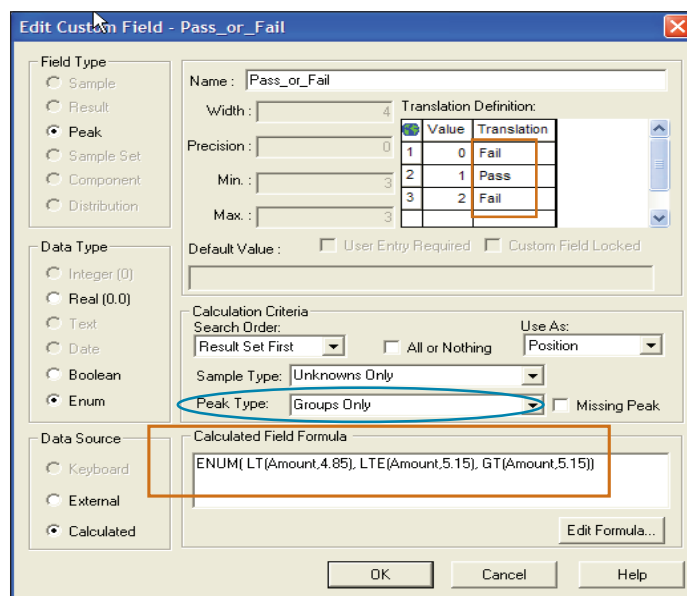 Edit Custom Field - Pass_or_Fail
Field Type
Sample
Result
Peak
Sample Set
Component
Distribution
Name : Pass_or_Fail
Width : 4
Precision : 0
Min. : 3
Max. : 3
Translation Definition:
Value Translation
1 0 Fail
2 1 Pass
3 2 Fail
Default Value : User Entry Required Custom Field Locked
Data Type
Integer (0)
Real (0.0)
Text
Date
Boolean
Enum
Calculation Criteria
Search Order: Use As:
Result Set First All or Nothing Position
Sample Type: Unknowns Only
Peak Type: Groups Only Missing Peak
Data Source
Keyboard
External
Calculated
Calculated Field Formula
ENUM( LT(Amount,4.85), LTE(Amount,5.15), GT(Amount,5.15))
Edit Formula...
OK Cancel Help